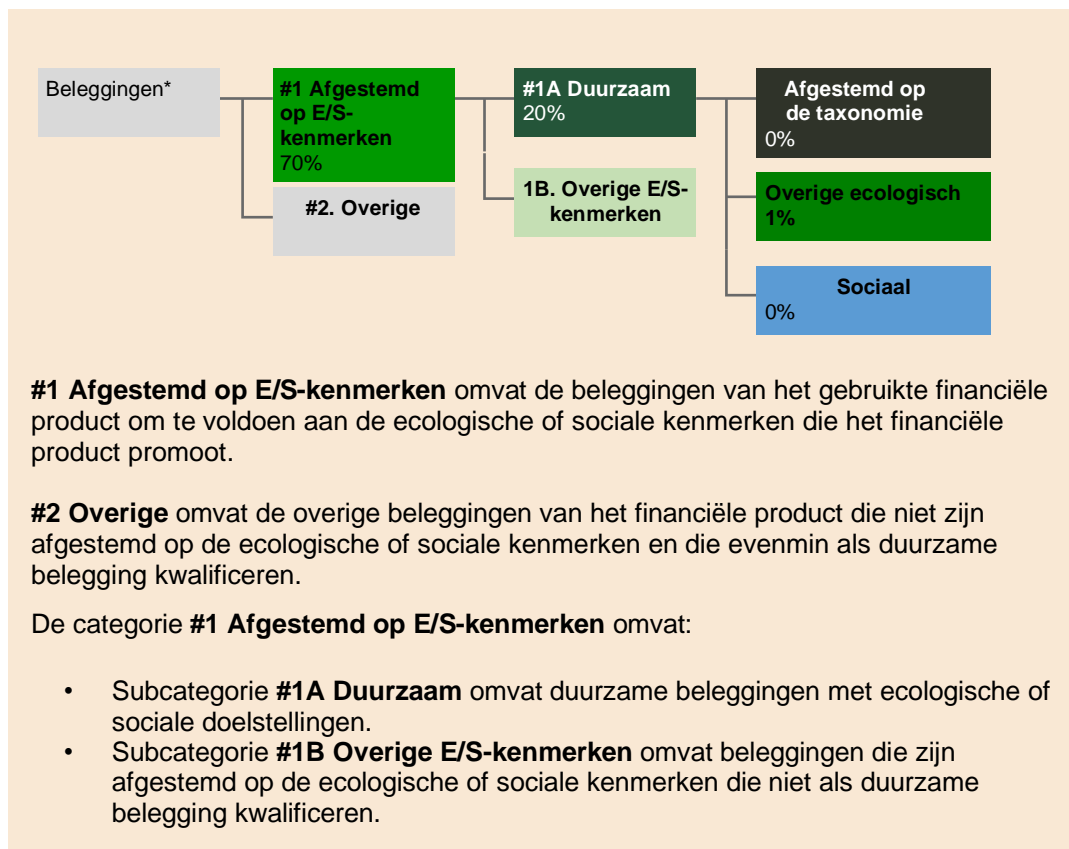 Beleggingen*
#1 Afgestemd
op E/S-
kenmerken
70%
#2. Overige
#1A Duurzaam
20%
1B. Overige E/S-
kenmerken
Afgestemd op
de taxonomie
0%
Overige ecologisch
1%
Sociaal
0%
#1 Afgestemd op E/S-kenmerken omvat de beleggingen van het gebruikte financiële
product om te voldoen aan de ecologische of sociale kenmerken die het financiële
product promoot.
#2 Overige omvat de overige beleggingen van het financiële product die niet zijn
afgestemd op de ecologische of sociale kenmerken en die evenmin als duurzame
belegging kwalificeren.
De categorie #1 Afgestemd op E/S-kenmerken omvat:
• Subcategorie #1A Duurzaam omvat duurzame beleggingen met ecologische of
sociale doelstellingen.
• Subcategorie #1B Overige E/S-kenmerken omvat beleggingen die zijn
afgestemd op de ecologische of sociale kenmerken die niet als duurzame
belegging kwalificeren.